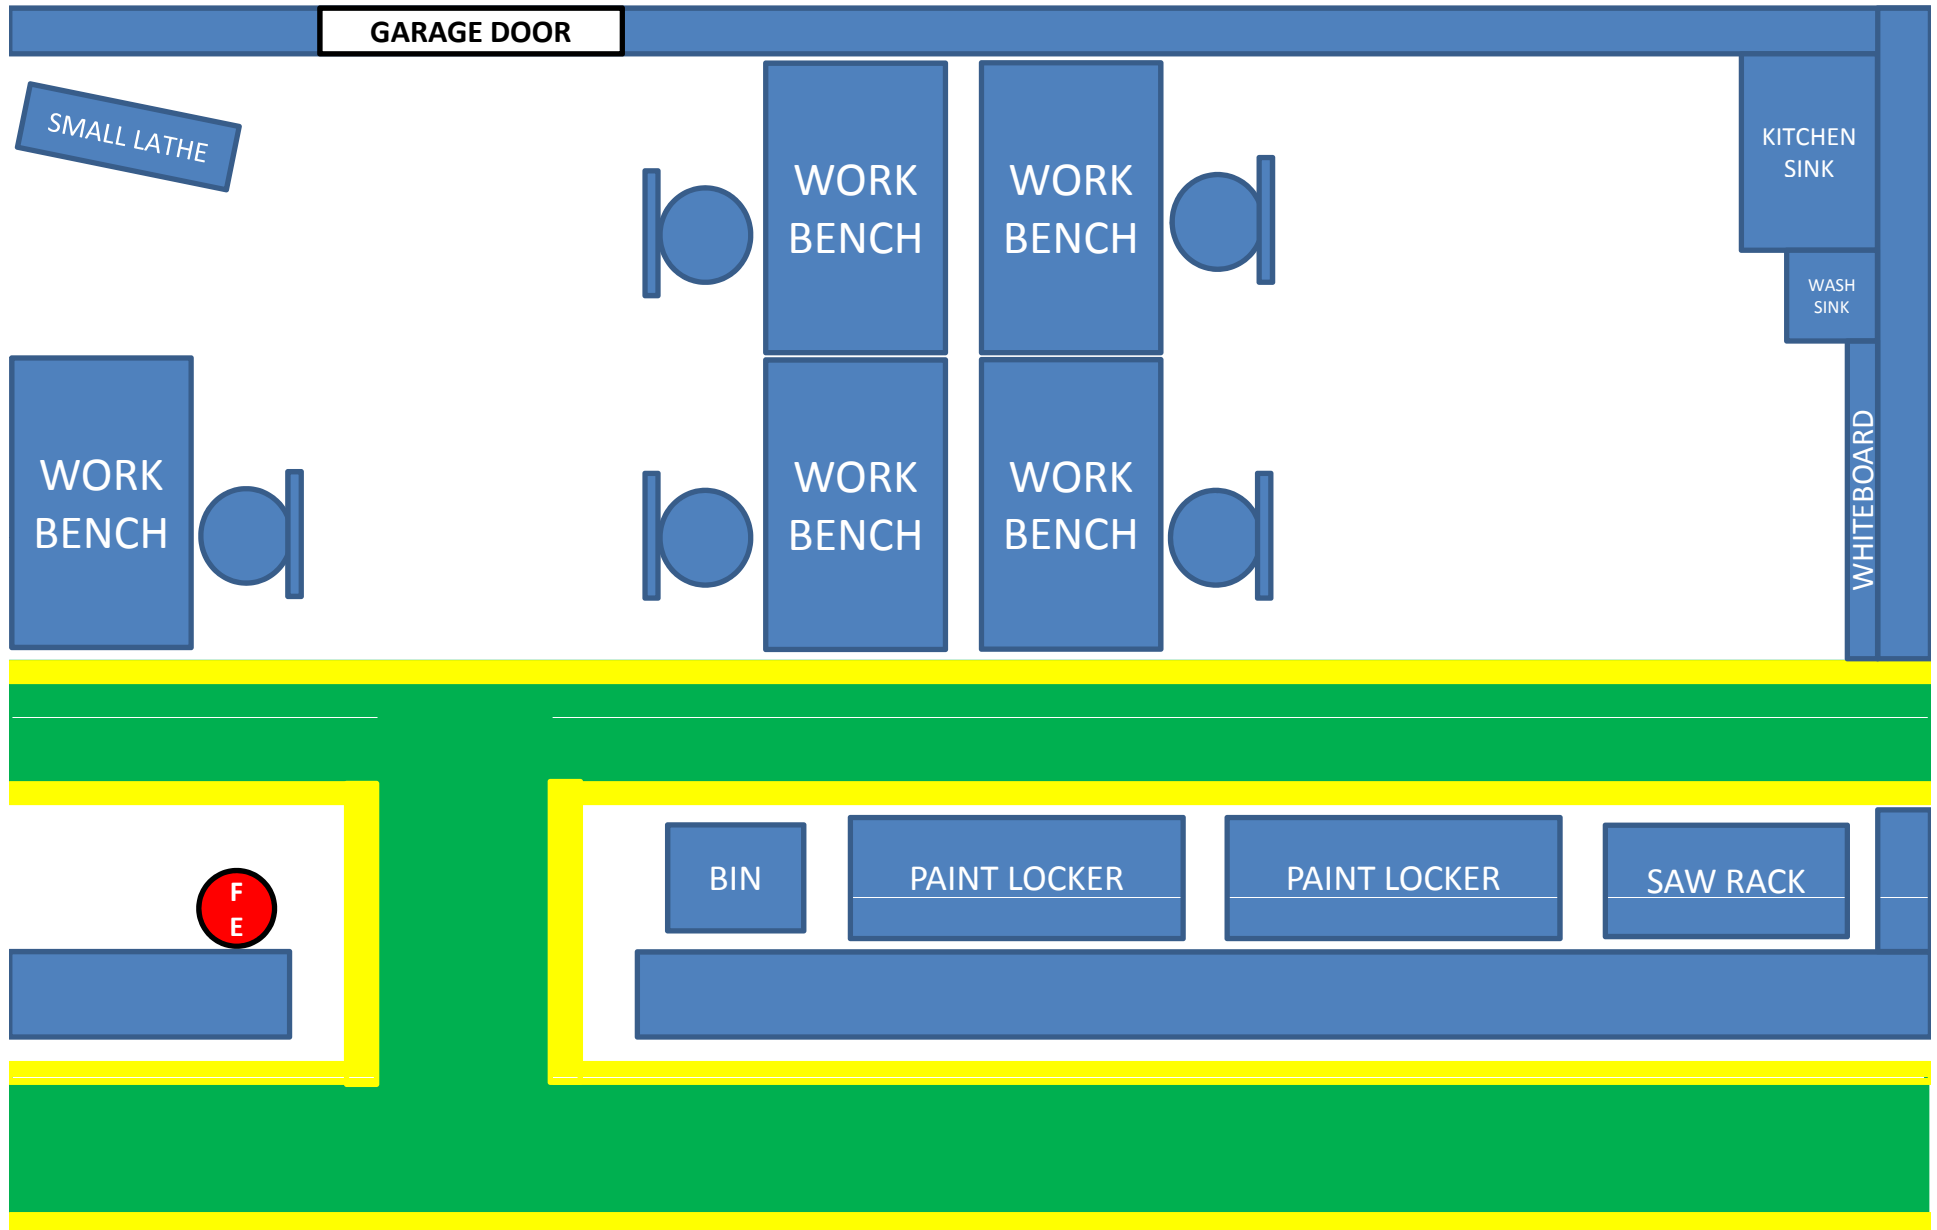 GARAGE DOOR
SMALL LATHE
WORK
BENCH
WORK
BENCH
KITCHEN
SINK
WASH
SINK
WORK
BENCH
WORK
BENCH
WORK
BENCH
WHITEBOARD
F
E
BIN
PAINT LOCKER
PAINT LOCKER
SAW RACK